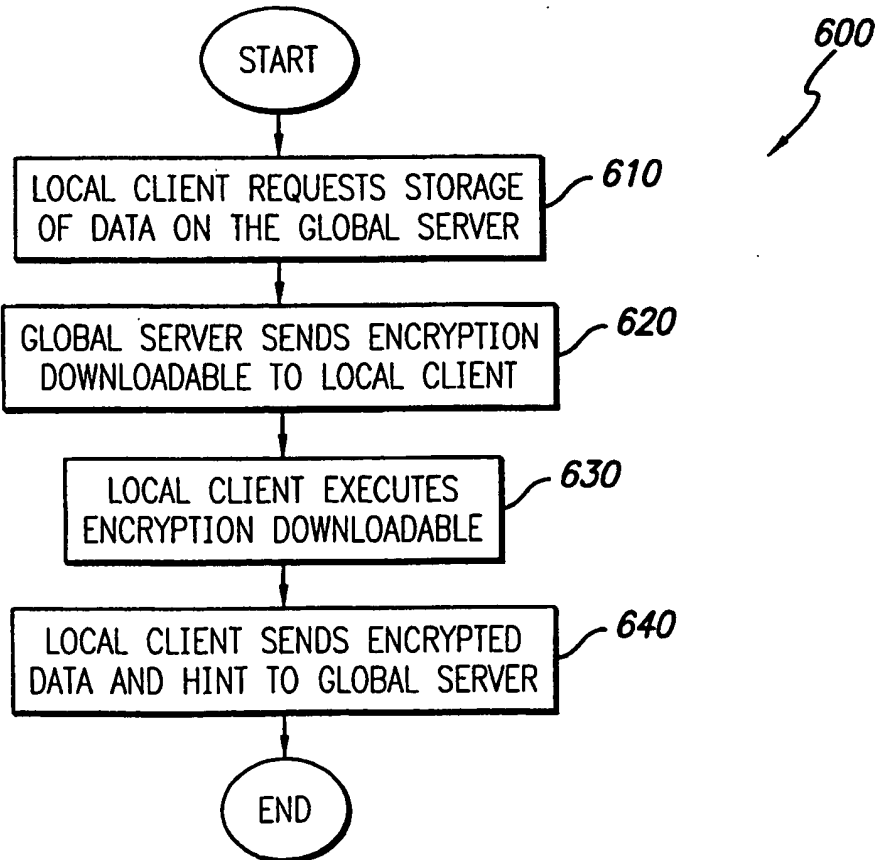 START
600
LOCAL CLIENT REQUESTS STORAGE
OF DATA ON THE GLOBAL SERVER
610
GLOBAL SERVER SENDS ENCRYPTION
DOWNLOADABLE TO LOCAL CLIENT
620
LOCAL CLIENT EXECUTES
ENCRYPTION DOWNLOADABLE
630
LOCAL CLIENT SENDS ENCRYPTED
DATA AND HINT TO GLOBAL SERVER
640
END